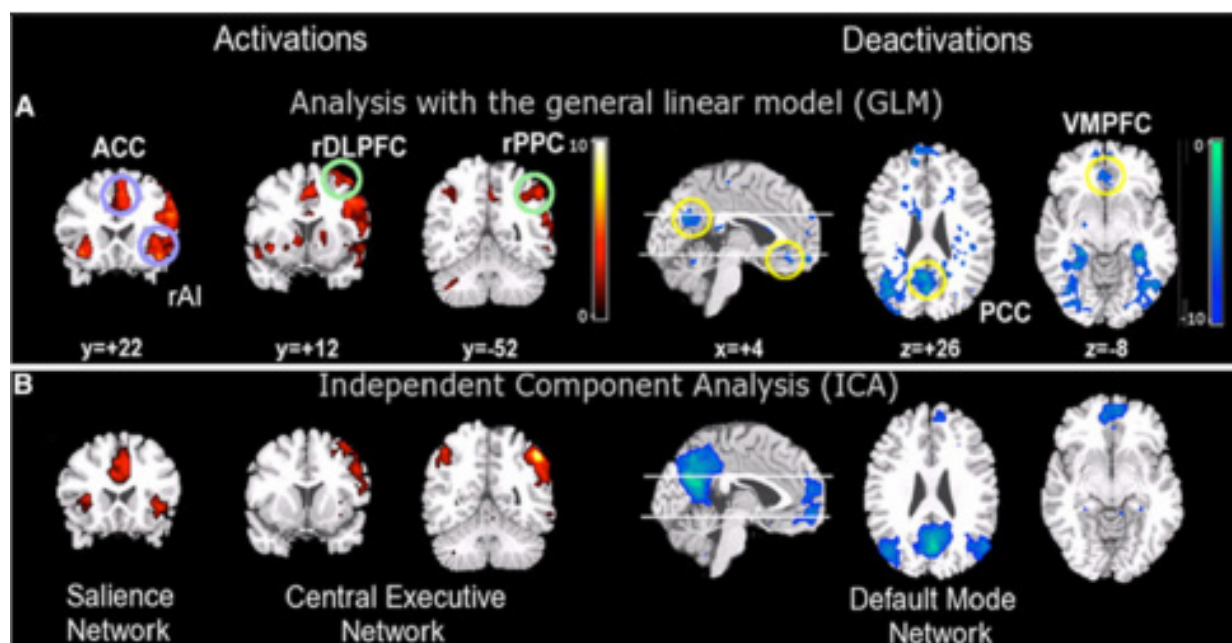 Activations
Deactivations
A
Analysis with the general linear model (GLM)
ACC
rDLPFC
rPPC
10
0
rAI
y=+22
y=+12
y=-52
VMPFC
0
-10
PCC
x=+4
z=+26
z=-8
B
Independent Component Analysis (ICA)
Salience
Network
Central Executive
Network
Default Mode
Network